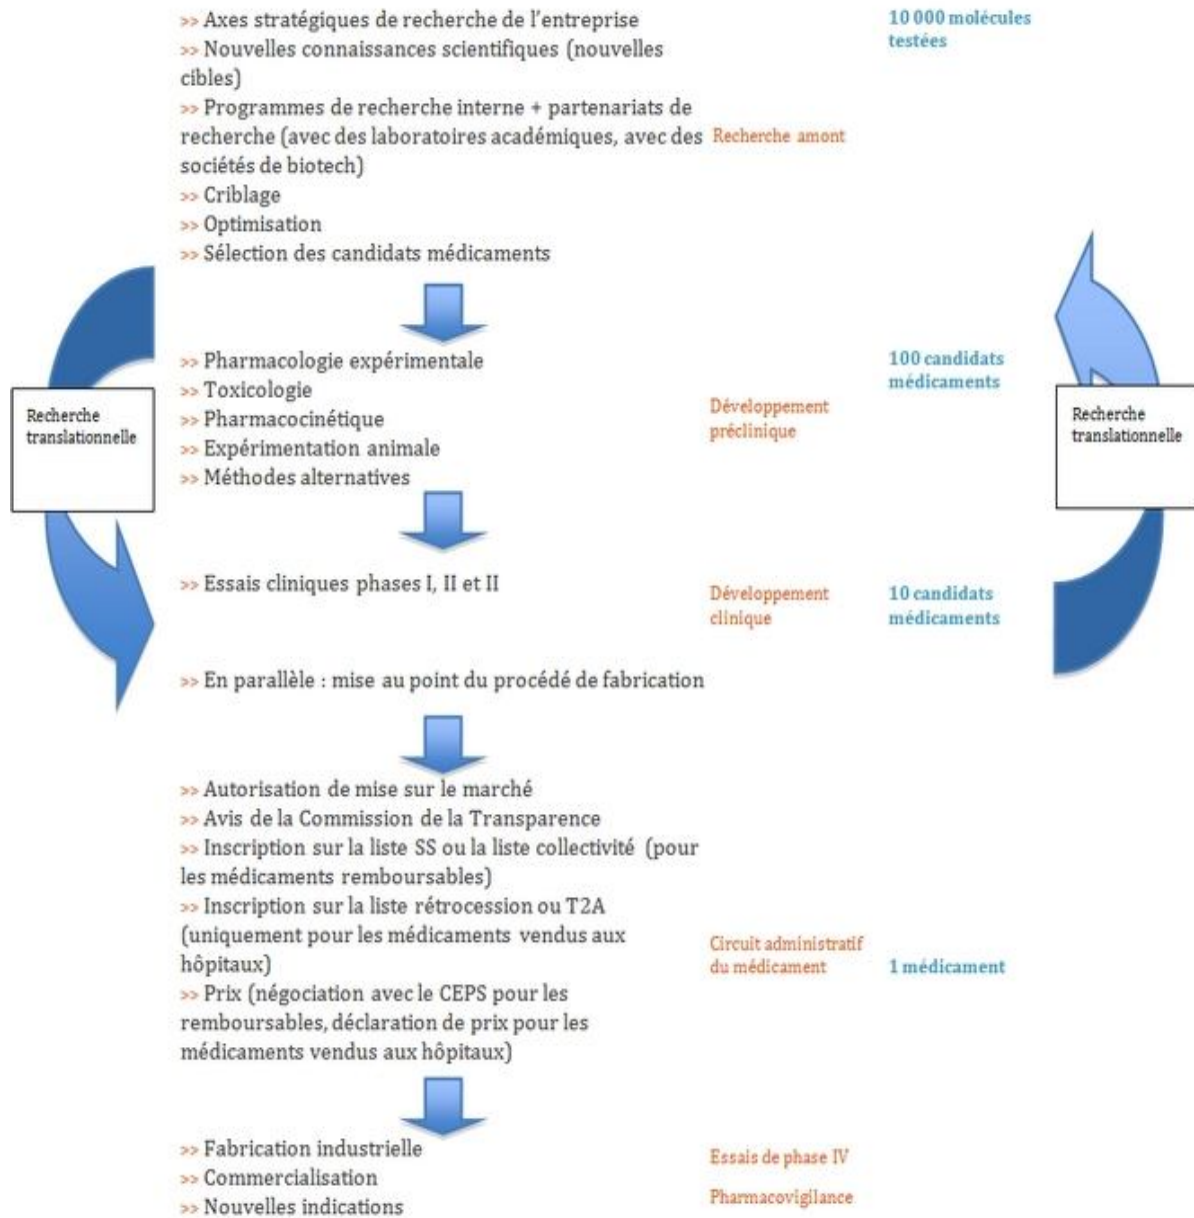 >> Axes stratégiques de recherche de l'entreprise
10 000 molécules
testées
>> Nouvelles connaissances scientifiques (nouvelles
cibles)
>> Programmes de recherche interne + partenariats de
recherche (avec des laboratoires académiques, avec des
sociétés de biotech)
Recherche amont
>> Criblage
>> Optimisation
>> Sélection des candidats médicaments
>> Pharmacologie expérimentale
>> Toxicologie
>> Pharmacocinétique
>> Expérimentation animale
>> Méthodes alternatives
Développement
préclinique
100 candidats
médicaments
Recherche
translationnelle
Recherche
translationnelle
>> Essais cliniques phases I, II et II
Développement
clinique
10 candidats
médicaments
>> En parallèle : mise au point du procédé de fabrication
>> Autorisation de mise sur le marché
>> Avis de la Commission de la Transparence
>> Inscription sur la liste SS ou la liste collectivité (pour
les médicaments remboursables)
>> Inscription sur la liste rétrocession ou T2A
(uniquement pour les médicaments vendus aux
hôpitaux)
>> Prix (négociation avec le CEPS pour les
remboursables, déclaration de prix pour les
médicaments vendus aux hôpitaux)
Circuit administratif
du médicament
1 médicament
>> Fabrication industrielle
>> Commercialisation
>> Nouvelles indications
Essais de phase IV
Pharmacovigilance